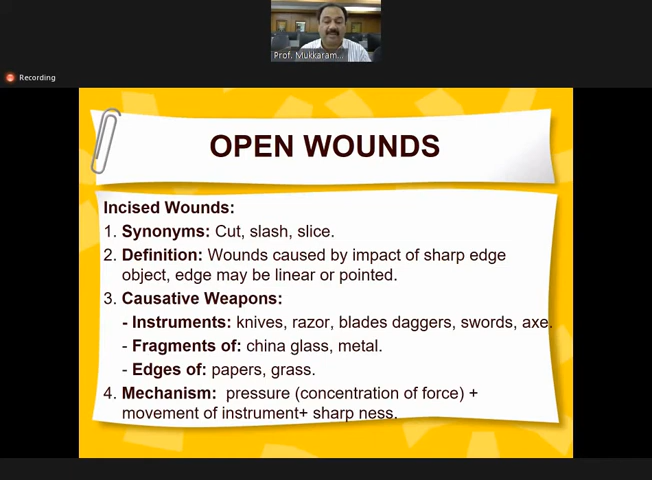 Prof. Mukkaram...
Recording
OPEN WOUNDS
Incised Wounds:
1. Synonyms: Cut, slash, slice.
2. Definition: Wounds caused by impact of sharp edge
object, edge may be linear or pointed.
3. Causative Weapons:
- Instruments: knives, razor, blades daggers, swords, axe.
- Fragments of: china glass, metal.
- Edges of: papers, grass.
4. Mechanism: pressure (concentration of force) +
movement of instrument+ sharp ness.